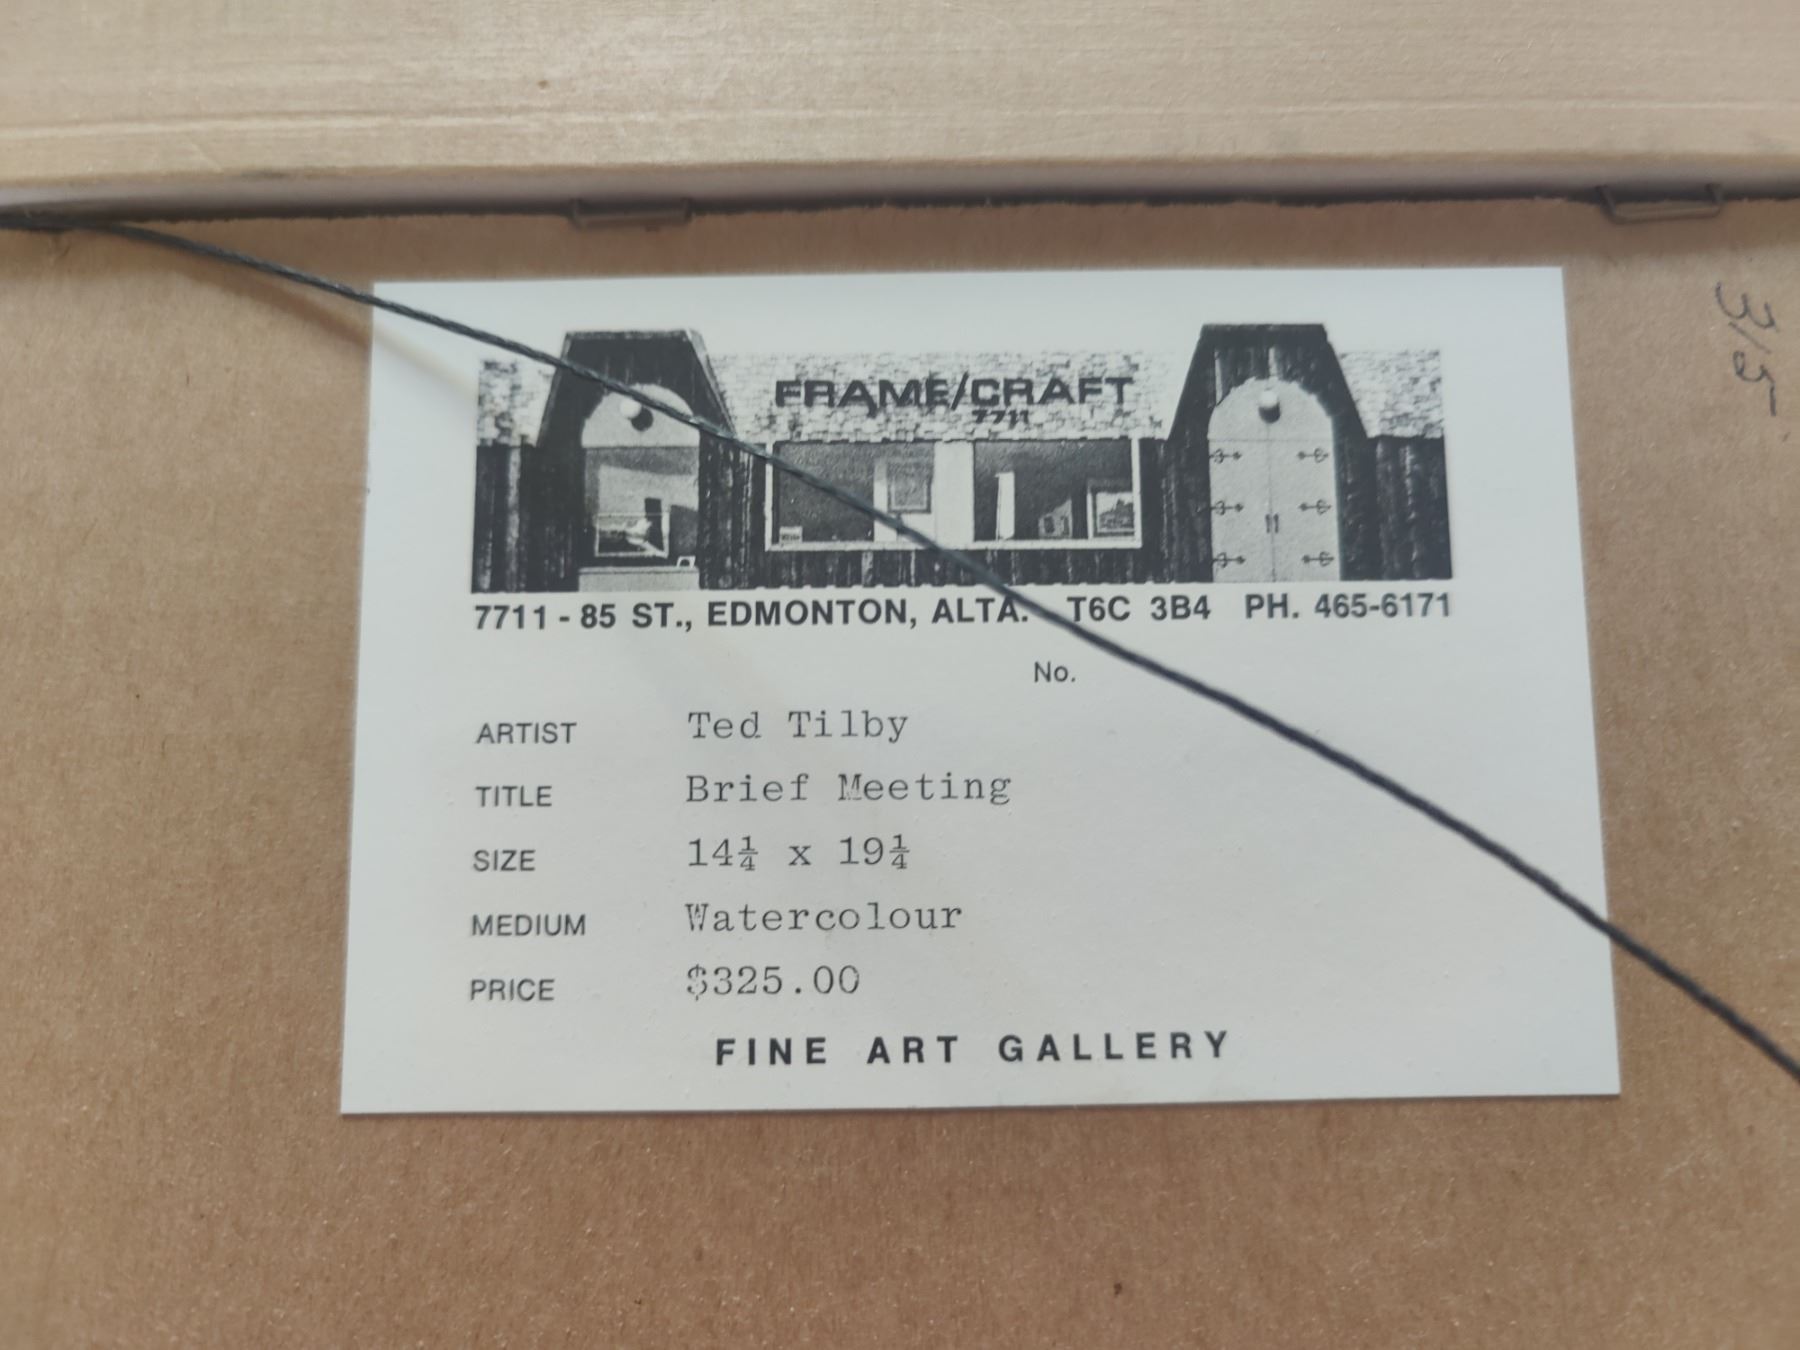 FRAME/CRAFT
7711
7711 - 85 ST., EDMONTON, ALTA. T6C 3B4 PH. 465-6171
No.
ARTIST Ted Tilby
TITLE Brief Meeting
SIZE 14¼ x 19¼
MEDIUM Watercolour
PRICE $325.00
FINE ART GALLERY